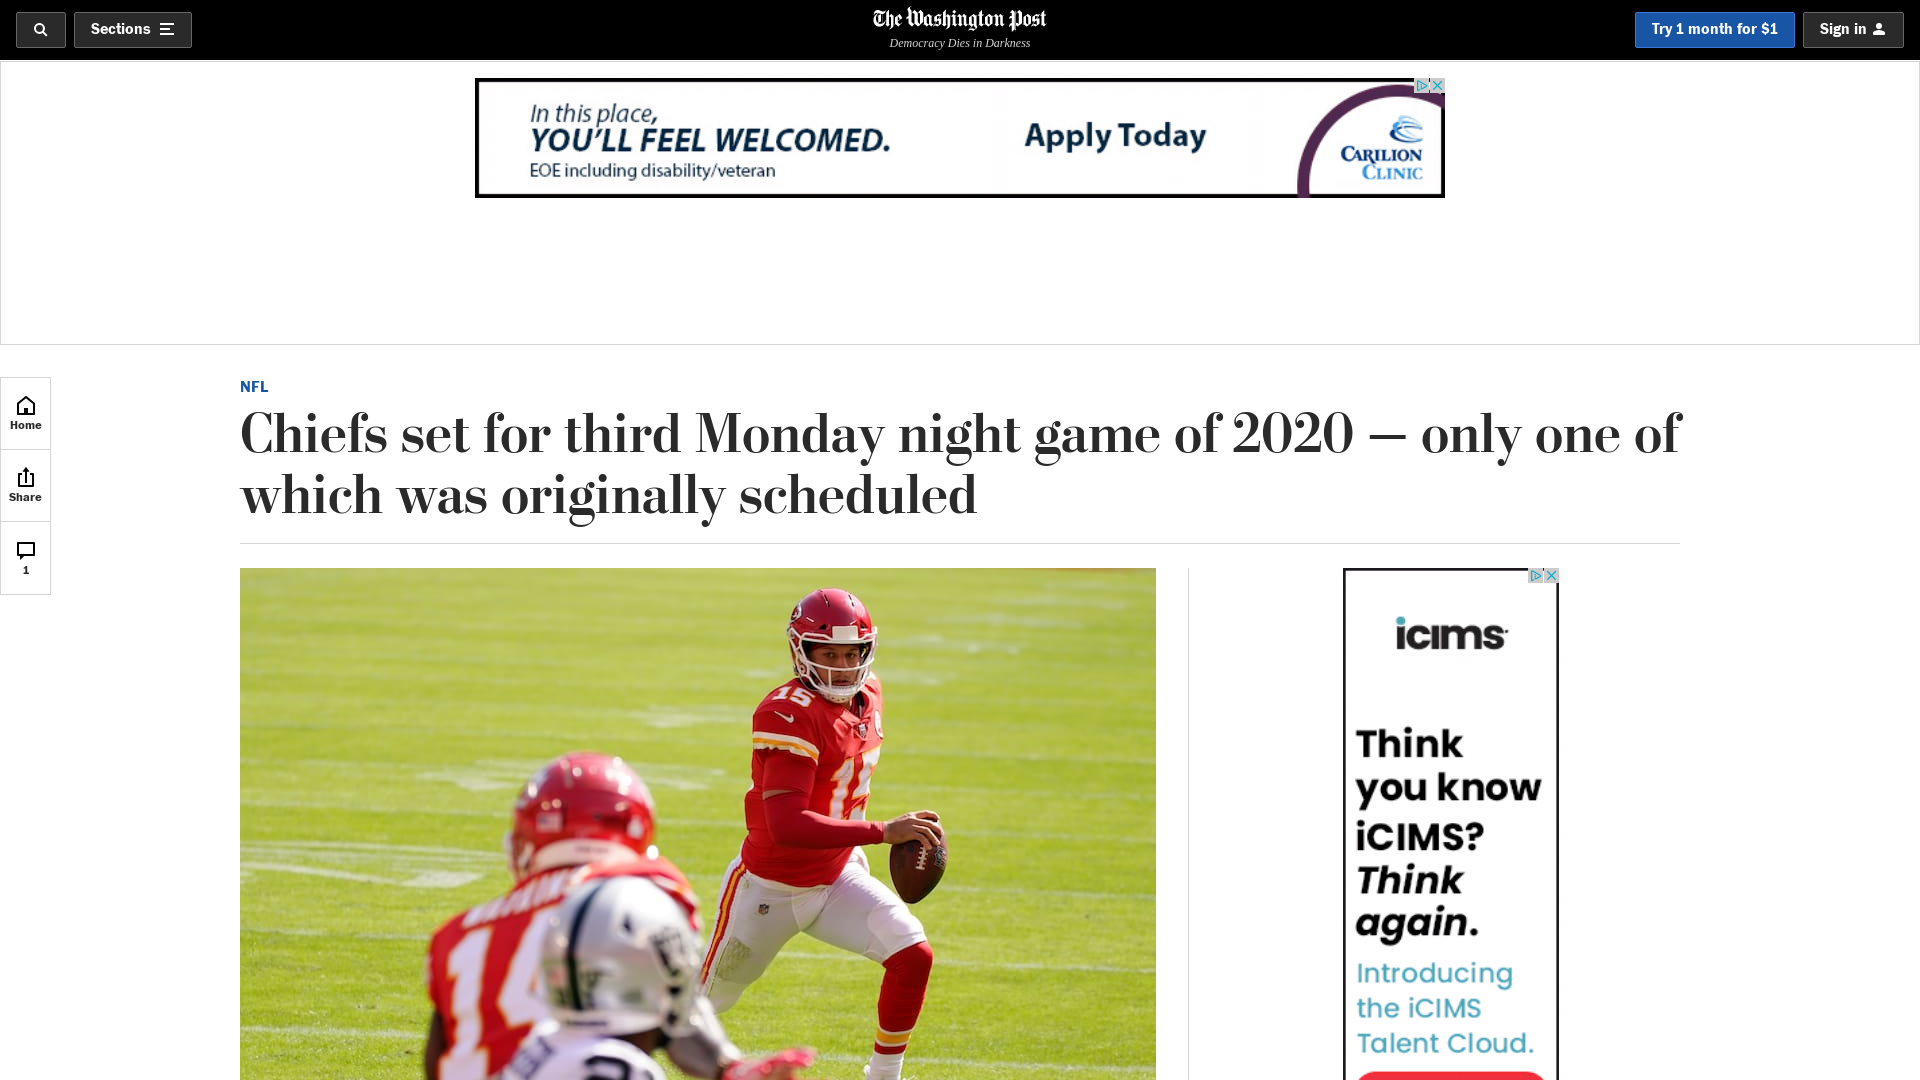 Sections
The Washington Post
Democracy Dies in Darkness
Try 1 month for $1
Sign in
In this place,
YOU'LL FEEL WELCOMED.
EOE including disability/veteran
Apply Today
CARILION
CLINIC
NFL
Chiefs set for third Monday night game of 2020 — only one of
which was originally scheduled
Home
Share
1
15
15
14
icims
Think
you know
iCIMS?
Think
again.
Introducing
the iCIMS
Talent Cloud.